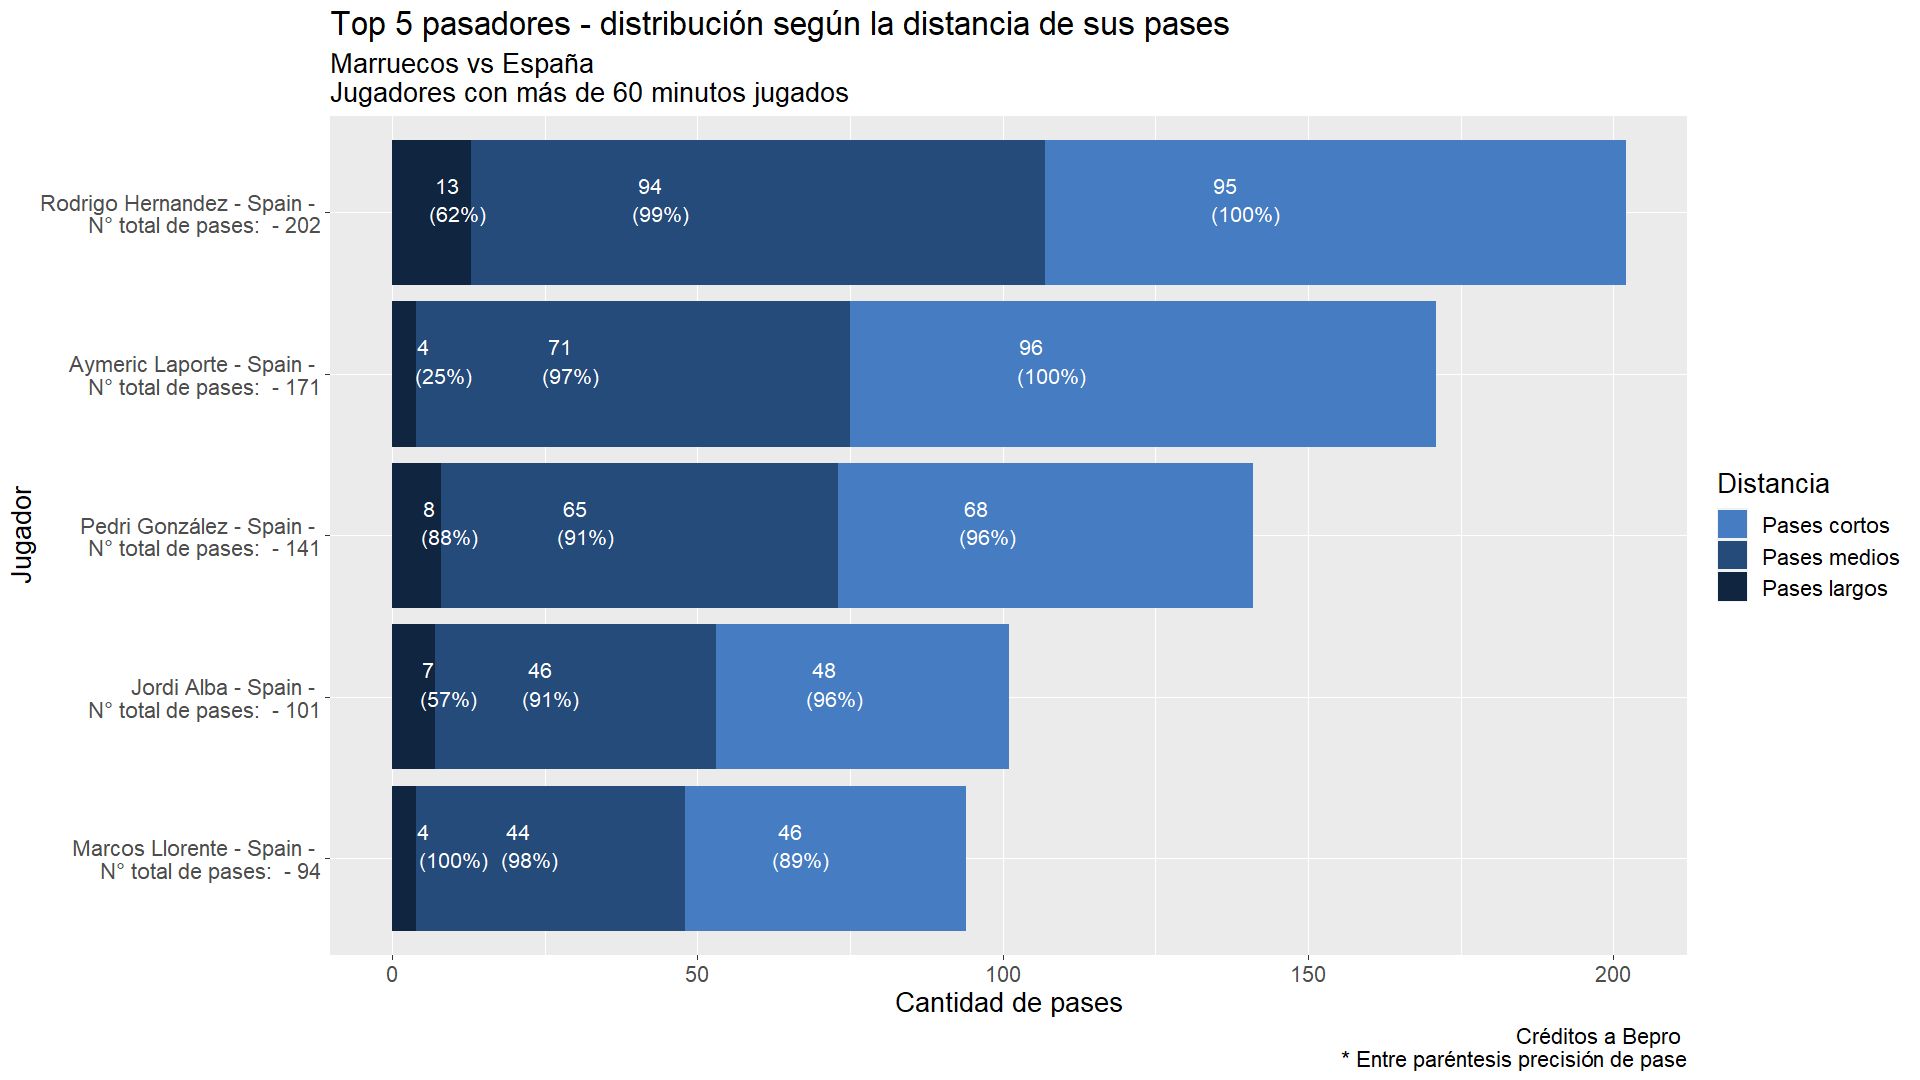 Top 5 pasadores - distribución según la distancia de sus pases
Marruecos vs España
Jugadores con más de 60 minutos jugados
Jugador
Rodrigo Hernandez - Spain -
N° total de pases:  - 202
13
(62%)
94
(99%)
95
(100%)
Aymeric Laporte - Spain -
N° total de pases:  - 171
4
(25%)
71
(97%)
96
(100%)
Pedri González - Spain -
N° total de pases:  - 141
8
(88%)
65
(91%)
68
(96%)
Jordi Alba - Spain -
N° total de pases:  - 101
7
(57%)
46
(91%)
48
(96%)
Marcos Llorente - Spain -
N° total de pases:  - 94
4
(100%)
44
(98%)
46
(89%)
0 50 100 150 200
Cantidad de pases
Distancia
Pases cortos
Pases medios
Pases largos
Créditos a Bepro
* Entre paréntesis precisión de pase